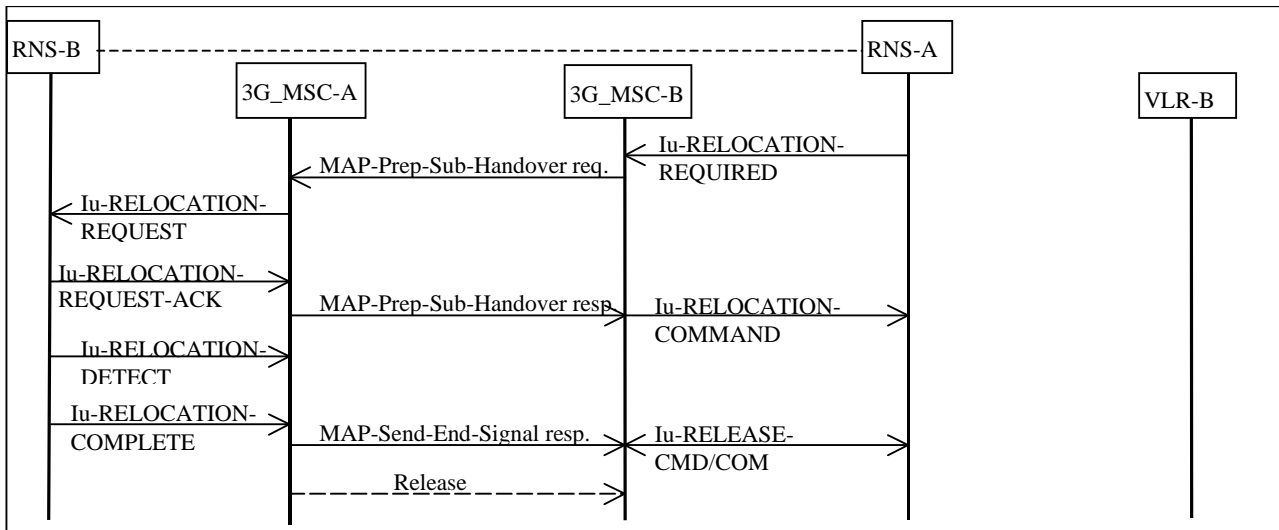 RNS-B
RNS-A
3G_MSC-A
3G_MSC-B
VLR-B
Iu-RELOCATION-
REQUIRED
MAP-Prep-Sub-Handover req.
Iu-RELOCATION-
REQUEST
Iu-RELOCATION-
REQUEST-ACK
MAP-Prep-Sub-Handover resp
Iu-RELOCATION-
COMMAND
Iu-RELOCATION-
DETECT
Iu-RELOCATION-
COMPLETE
MAP-Send-End-Signal resp.
Iu-RELEASE-
CMD/COM
Release